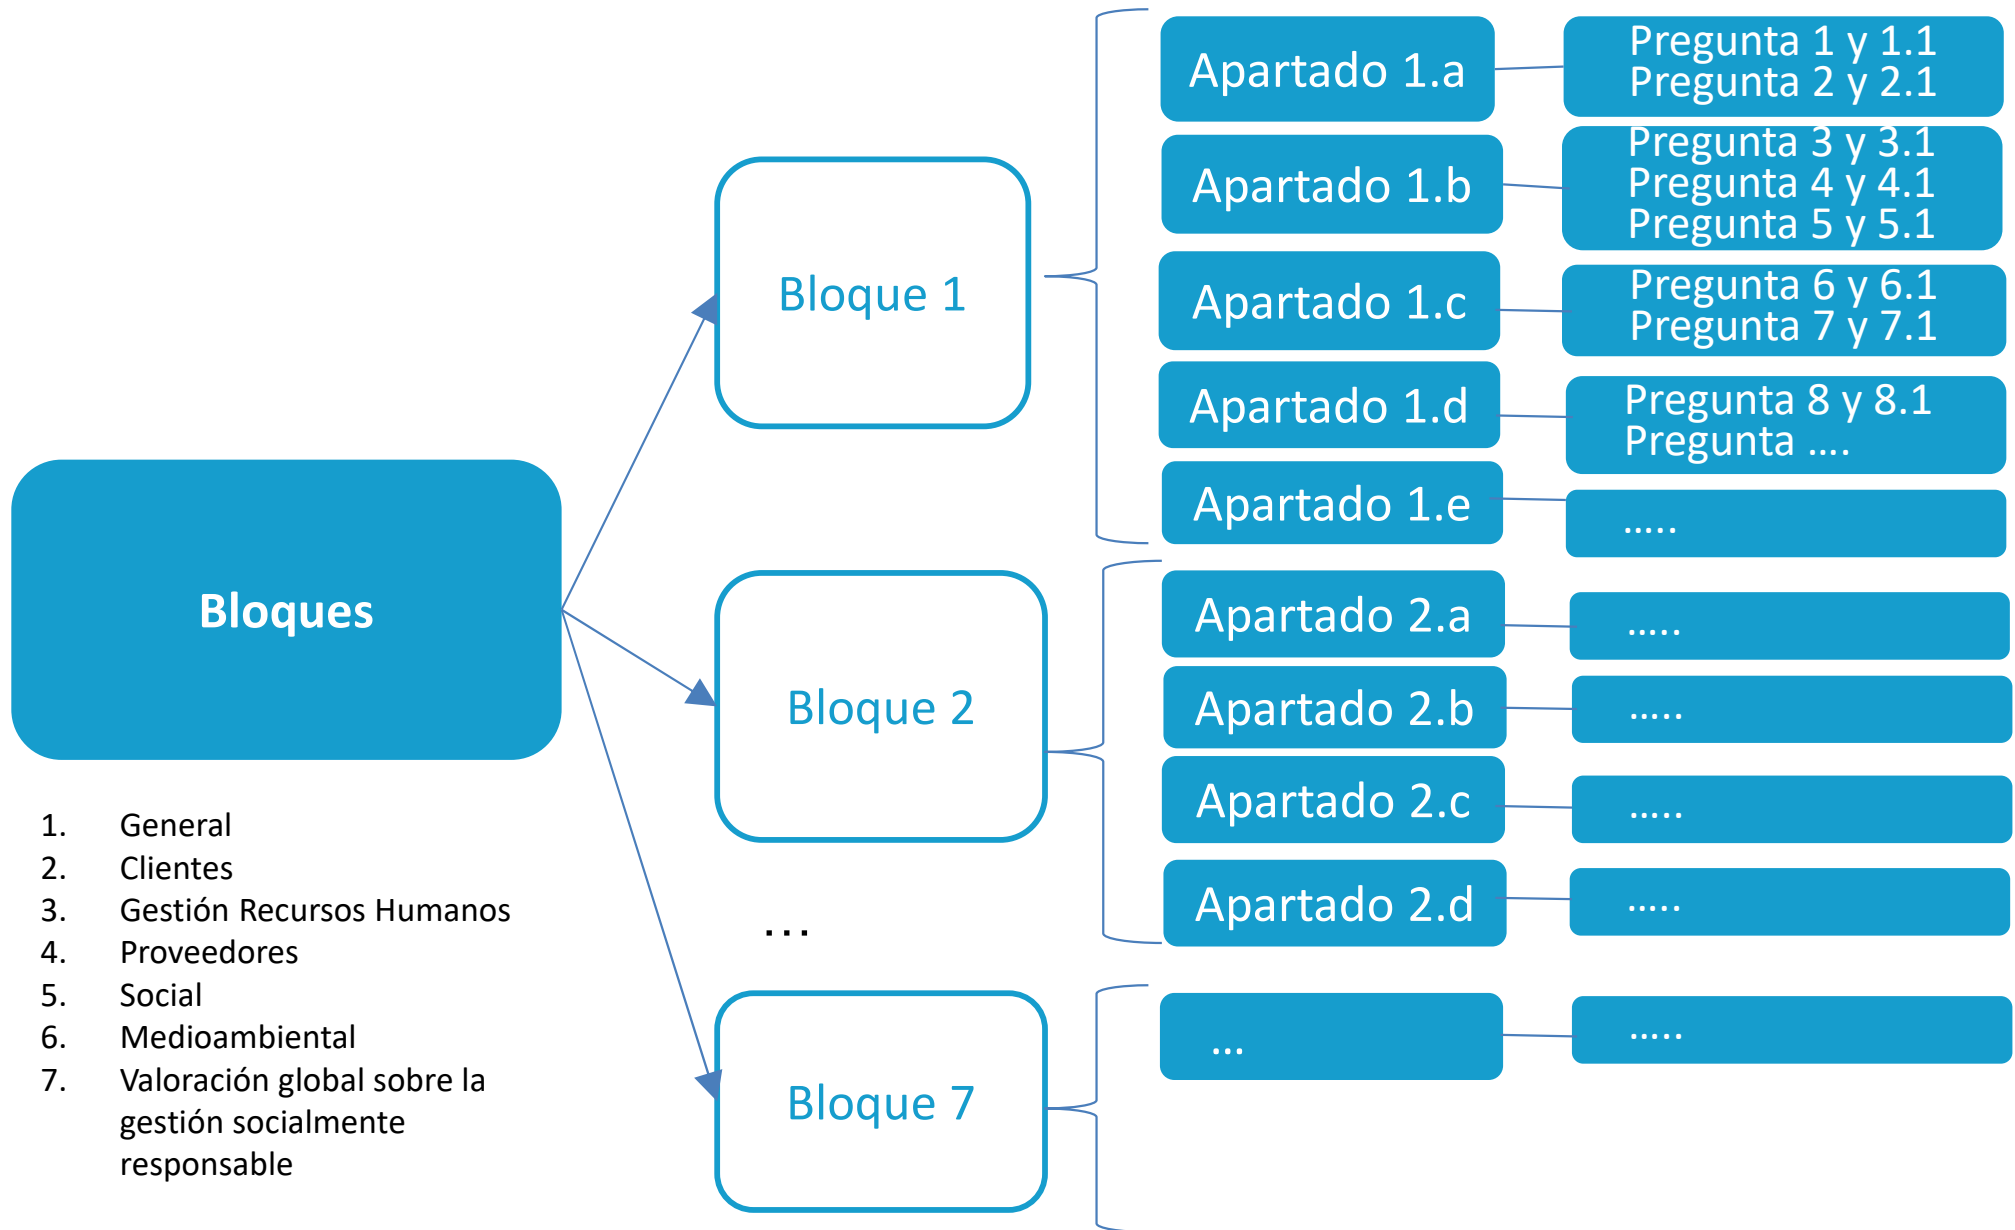 Bloques
1. General
2. Clientes
3. Gestión Recursos Humanos
4. Proveedores
5. Social
6. Medioambiental
7. Valoración global sobre la
gestión socialmente
responsable
Bloque 1
Apartado 1.a
Pregunta 1 y 1.1
Pregunta 2 y 2.1
Apartado 1.b
Pregunta 3 y 3.1
Pregunta 4 y 4.1
Pregunta 5 y 5.1
Apartado 1.c
Pregunta 6 y 6.1
Pregunta 7 y 7.1
Apartado 1.d
Pregunta 8 y 8.1
Pregunta ....
Apartado 1.e
.....
Bloque 2
Apartado 2.a
.....
Apartado 2.b
.....
Apartado 2.c
.....
Apartado 2.d
.....
...
Bloque 7
...
.....